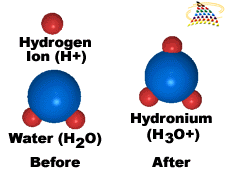 Hydrogen
Ion (H+)
Water (H2O)
Before
Hydronium
(H3O+)
After